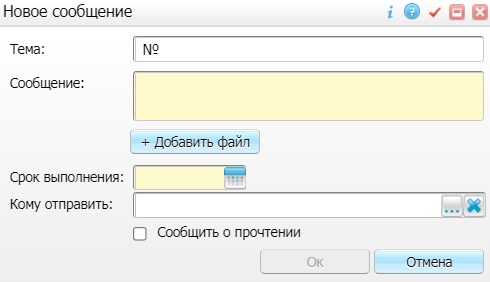 Новое сообщение
Тема: №
Сообщение:
+ Добавить файл
Срок выполнения:
Кому отправить: ...
Сообщить о прочтении
Ок Отмена